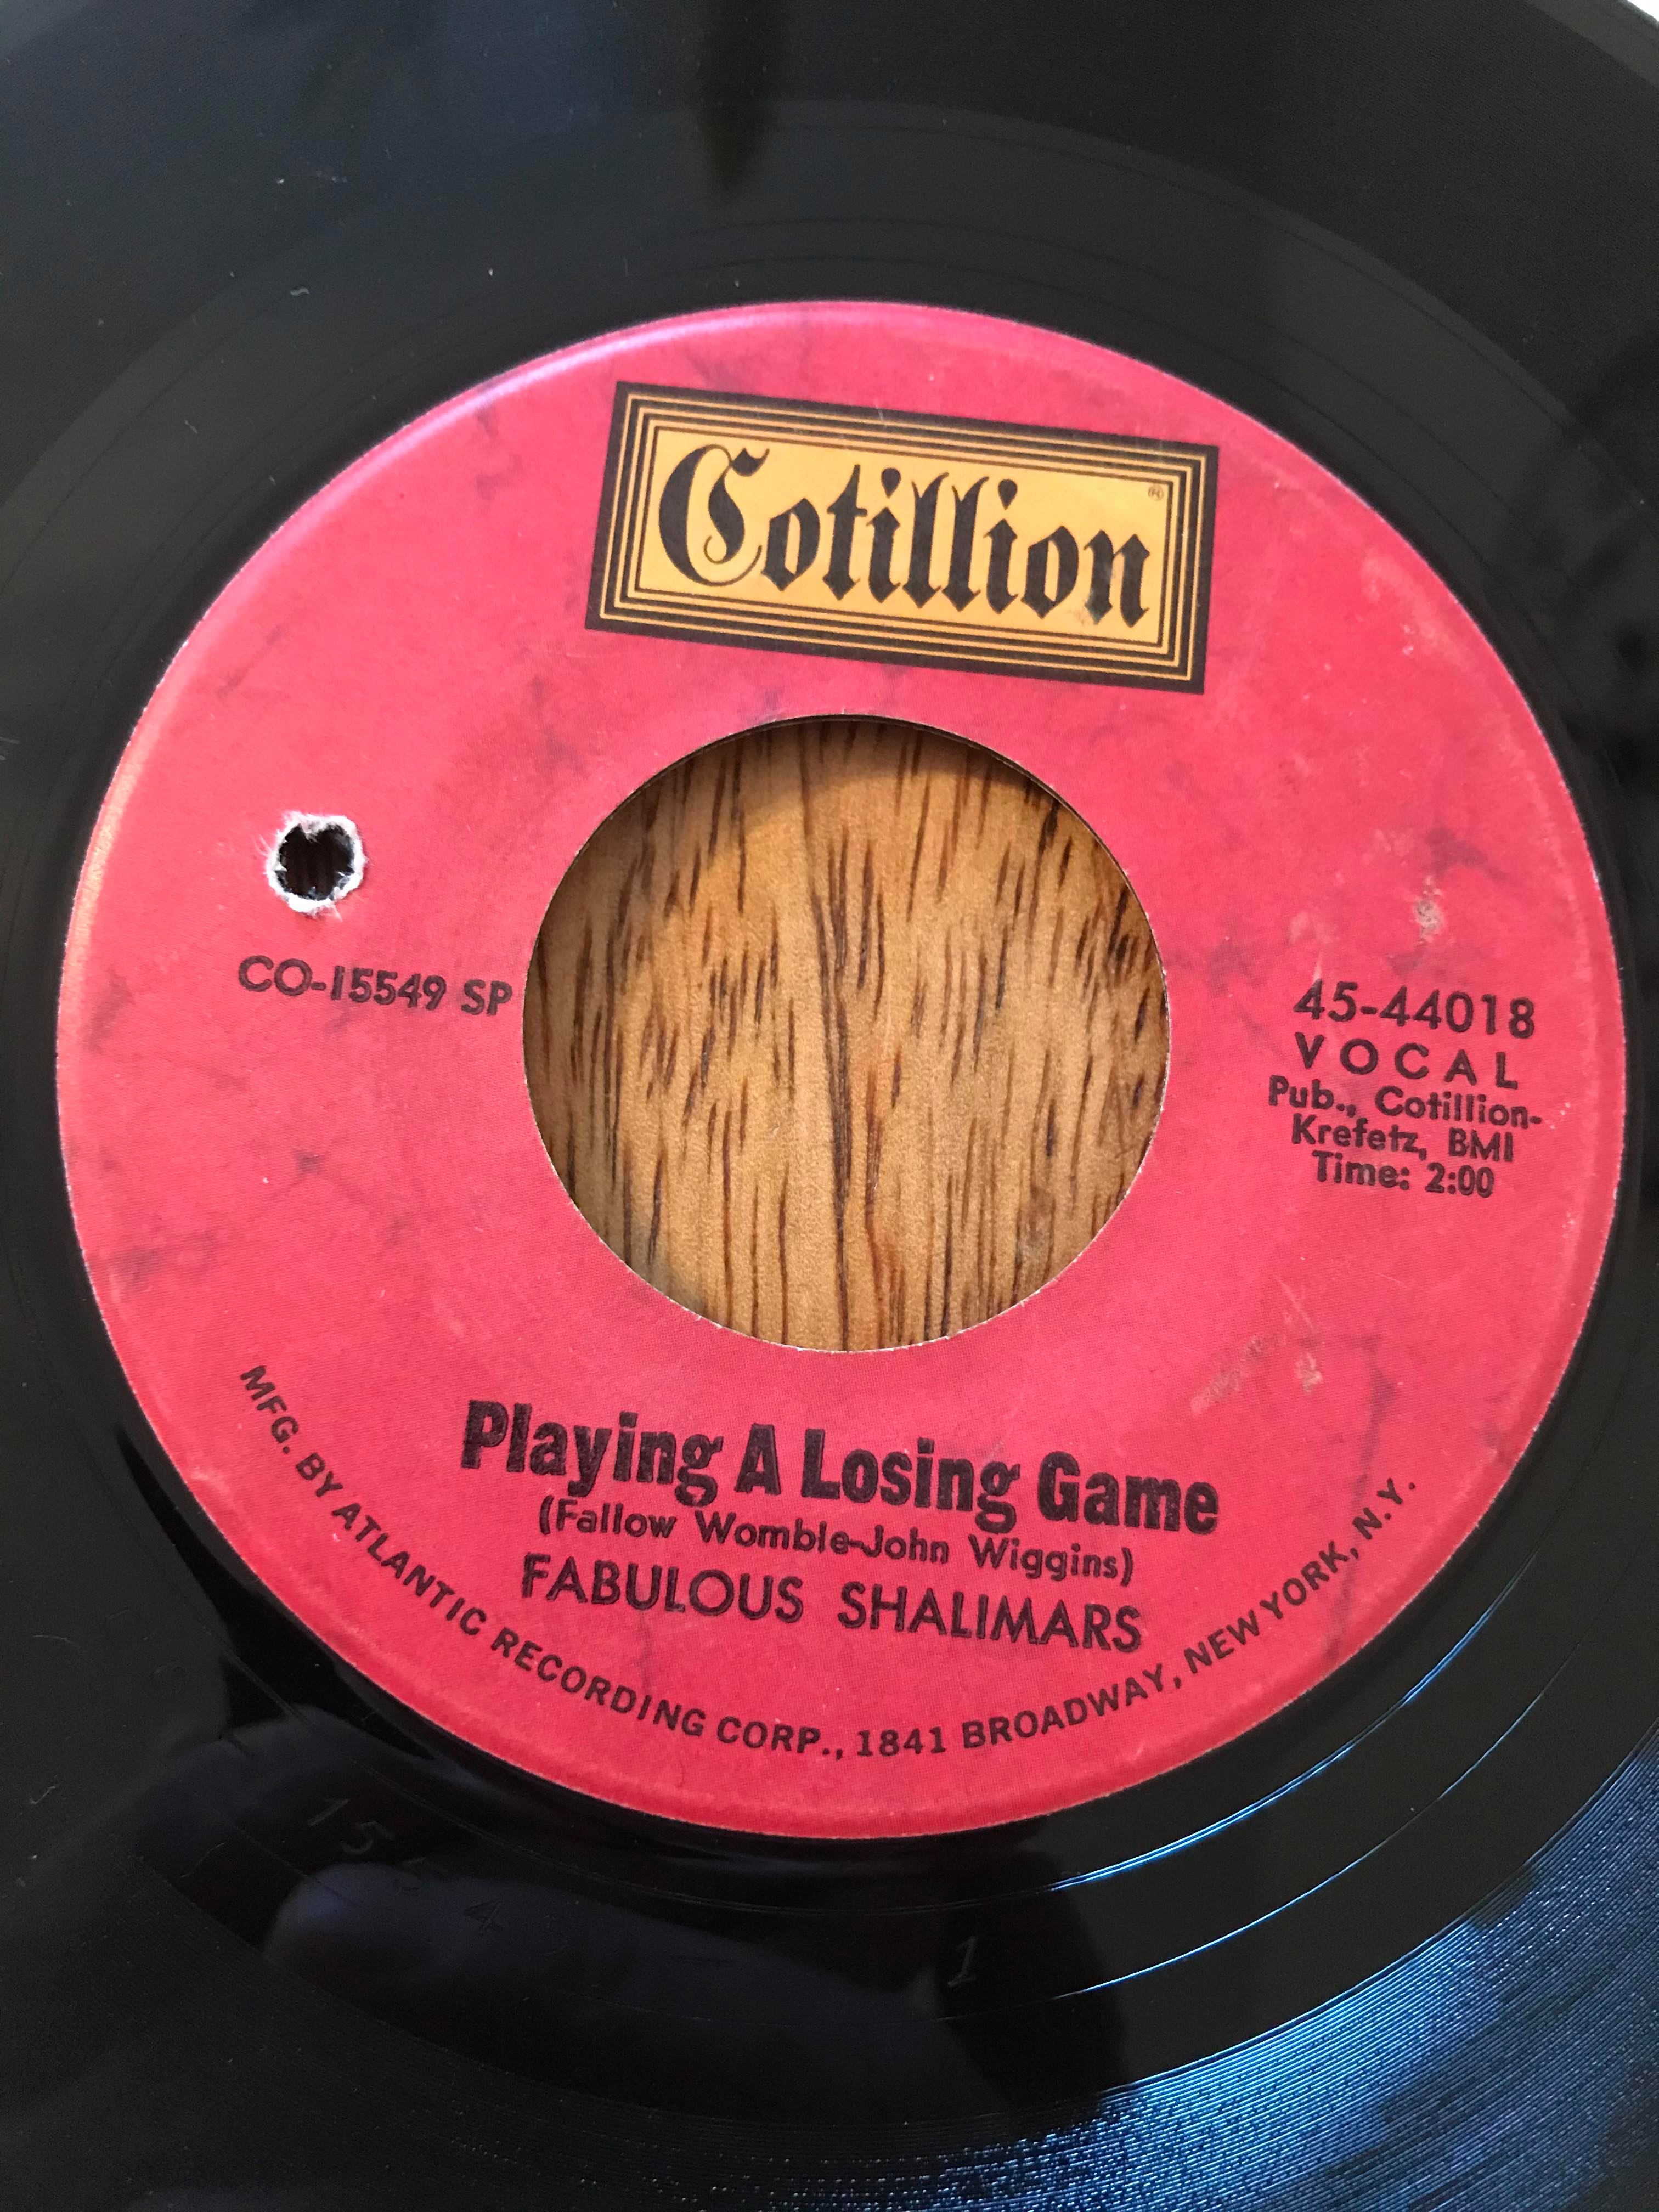 Cotillion
®
CO-15549 SP
45-44018
VOCAL
Pub., Cotillion-
Krefetz, BMI
Time: 2:00
Playing A Losing Game
(Fallow Womble-John Wiggins)
FABULOUS SHALIMARS
MFG. BY ATLANTIC RECORDING CORP., 1841 BROADWAY, NEW YORK, N.Y.